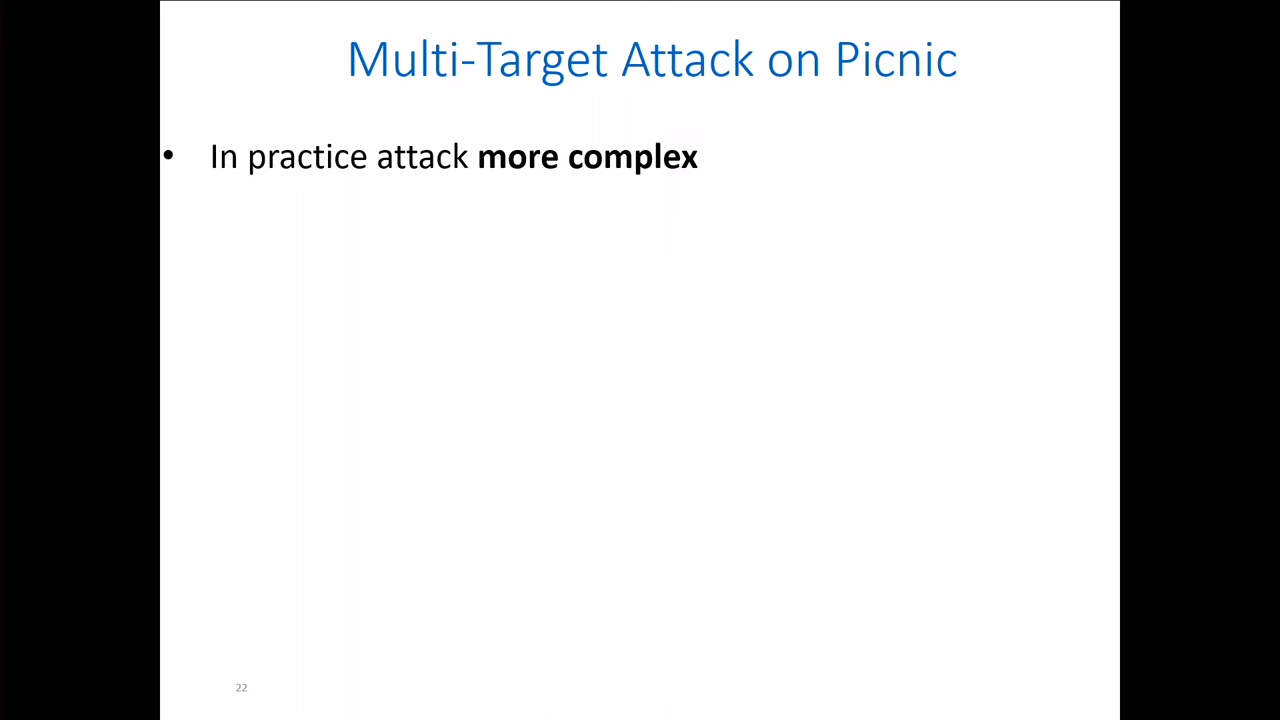 Multi-Target Attack on Picnic
• In practice attack more complex
22